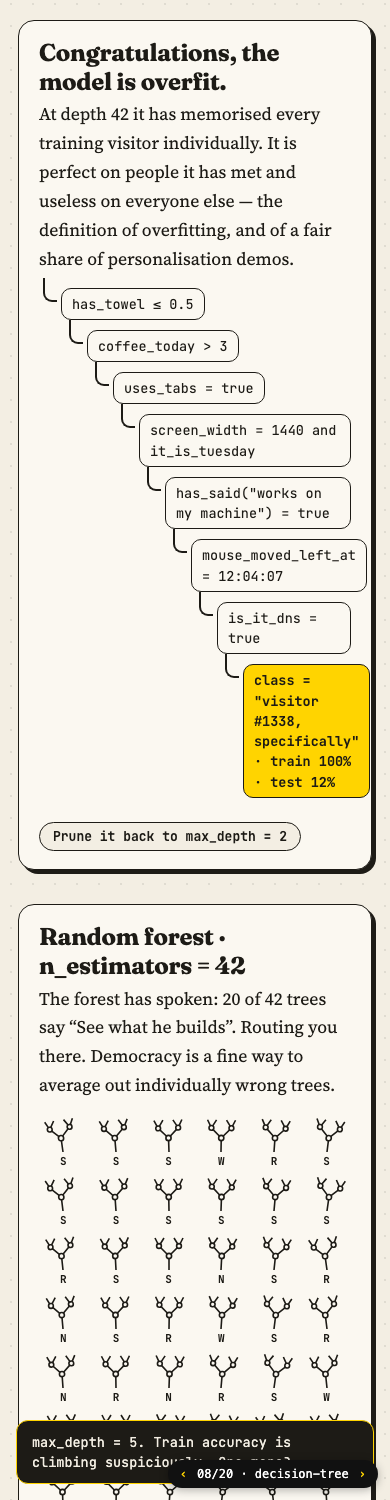 Congratulations, the
model is overfit.
At depth 42 it has memorised every
training visitor individually. It is
perfect on people it has met and
useless on everyone else — the
definition of overfitting, and of a fair
share of personalisation demos.
has_towel ≤ 0.5
coffee_today > 3
uses_tabs = true
screen_width = 1440 and
it_is_tuesday
has_said("works on
my machine") = true
mouse_moved_left_at
= 12:04:07
is_it_dns =
true
class =
"visitor
#1338,
specifically"
· train 100%
· test 12%
Prune it back to max_depth = 2
Random forest ·
n_estimators = 42
The forest has spoken: 20 of 42 trees
say “See what he builds”. Routing you
there. Democracy is a fine way to
average out individually wrong trees.
S S S W R S
S S S S S S
R S S N S R
N S R W S R
N R N R S W
max_depth = 5. Train accuracy is
climbing
‹ 08/20 · decision-tree ›